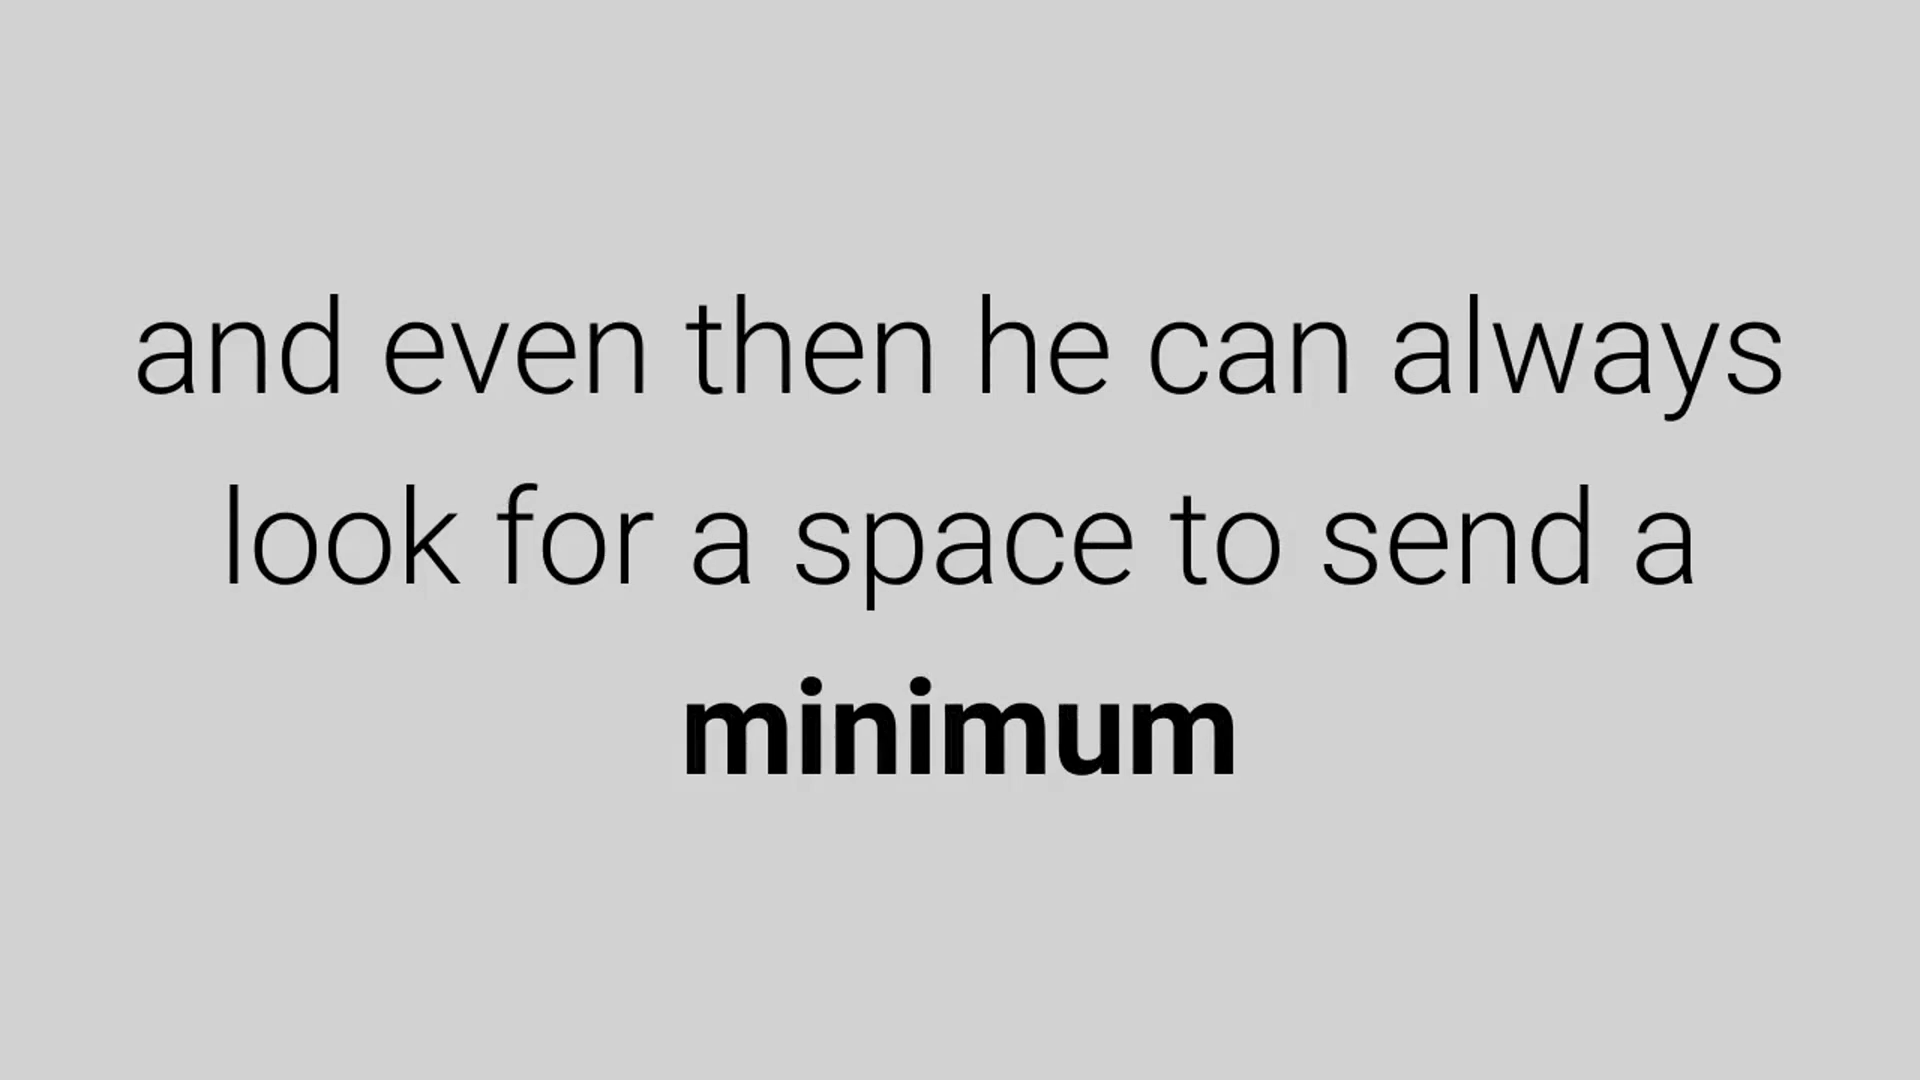 and even then he can always
look for a space to send a
minimum